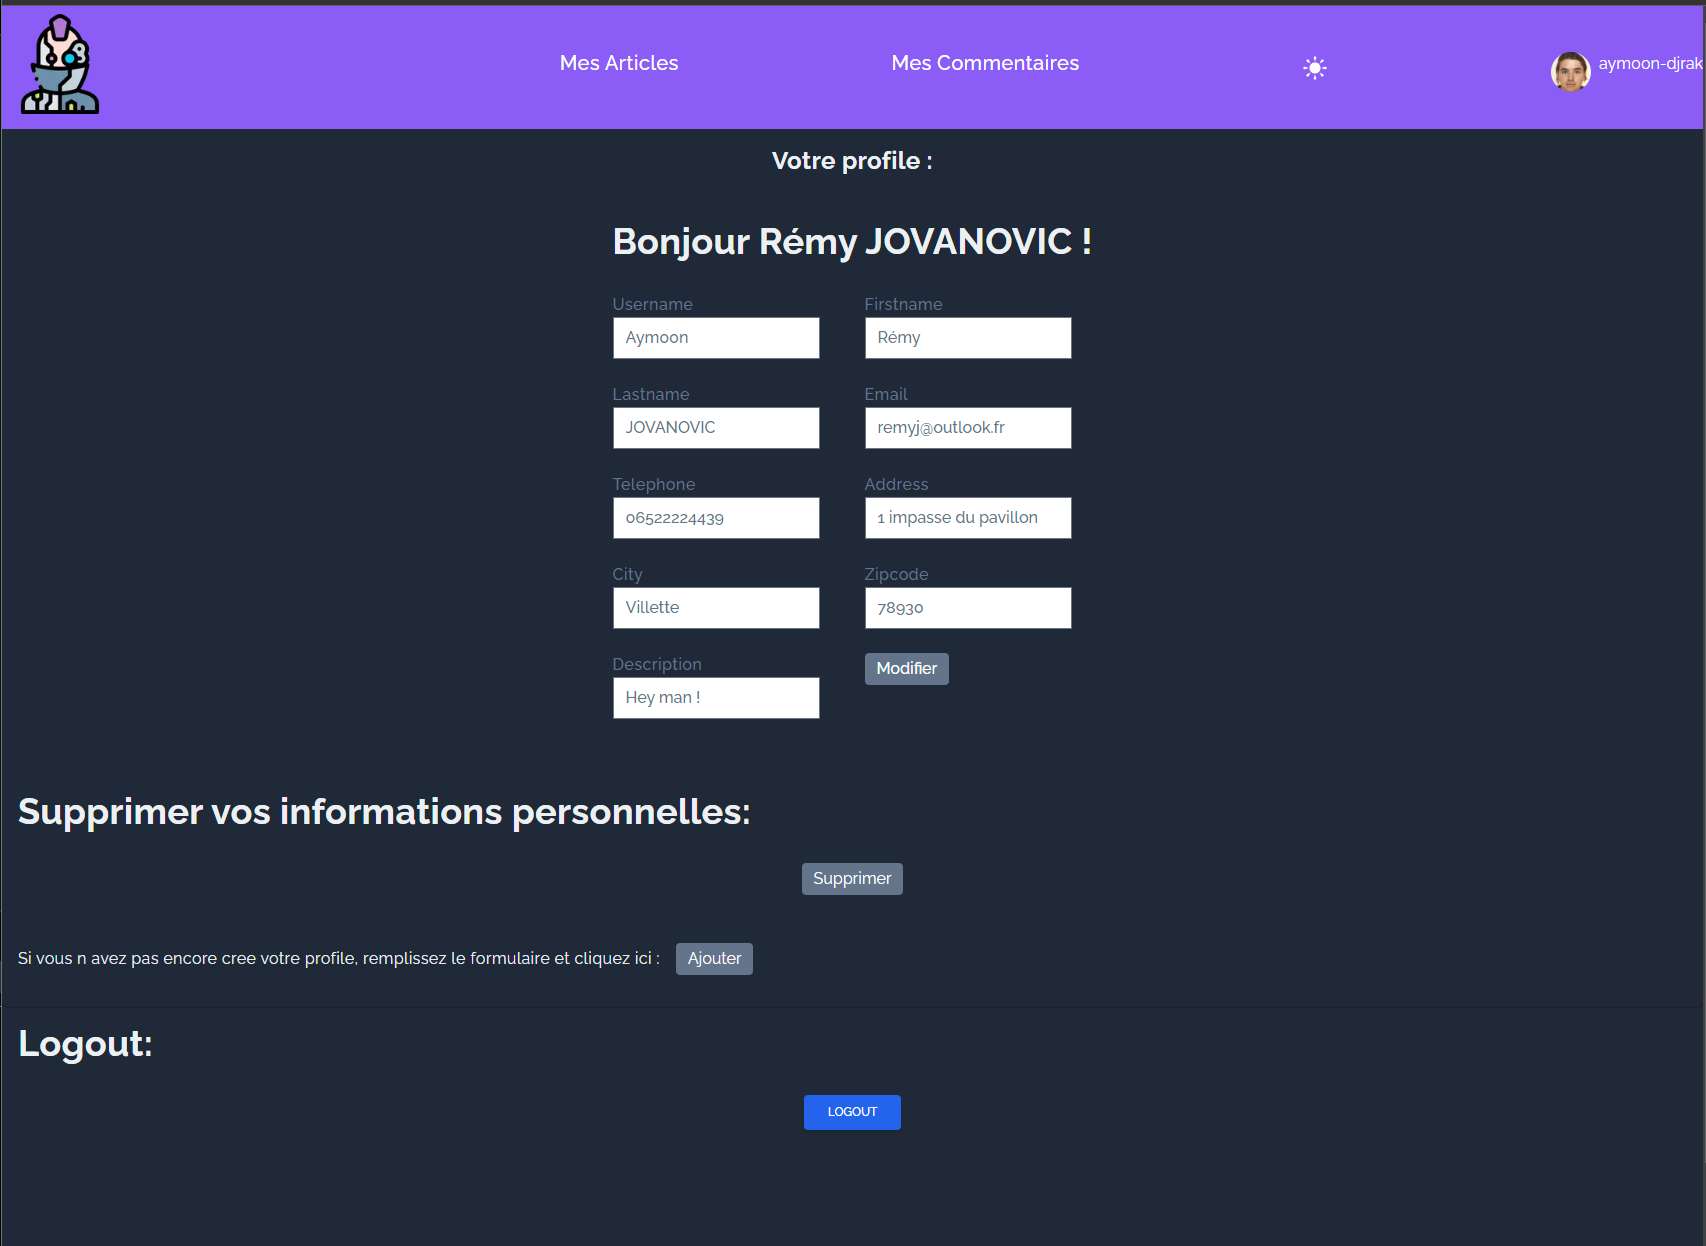 Mes Articles
Mes Commentaires
aymoon-djrak
Votre profile :
Bonjour Rémy JOVANOVIC !
Username
Firstname
Aymoon
Rémy
Lastname
Email
JOVANOVIC
remyj@outlook.fr
Telephone
Address
06522224439
1 impasse du pavillon
City
Zipcode
Villette
78930
Description
Modifier
Hey man !
Supprimer vos informations personnelles:
Supprimer
Si vous n avez pas encore cree votre profile, remplissez le formulaire et cliquez ici :
Ajouter
Logout:
LOGOUT